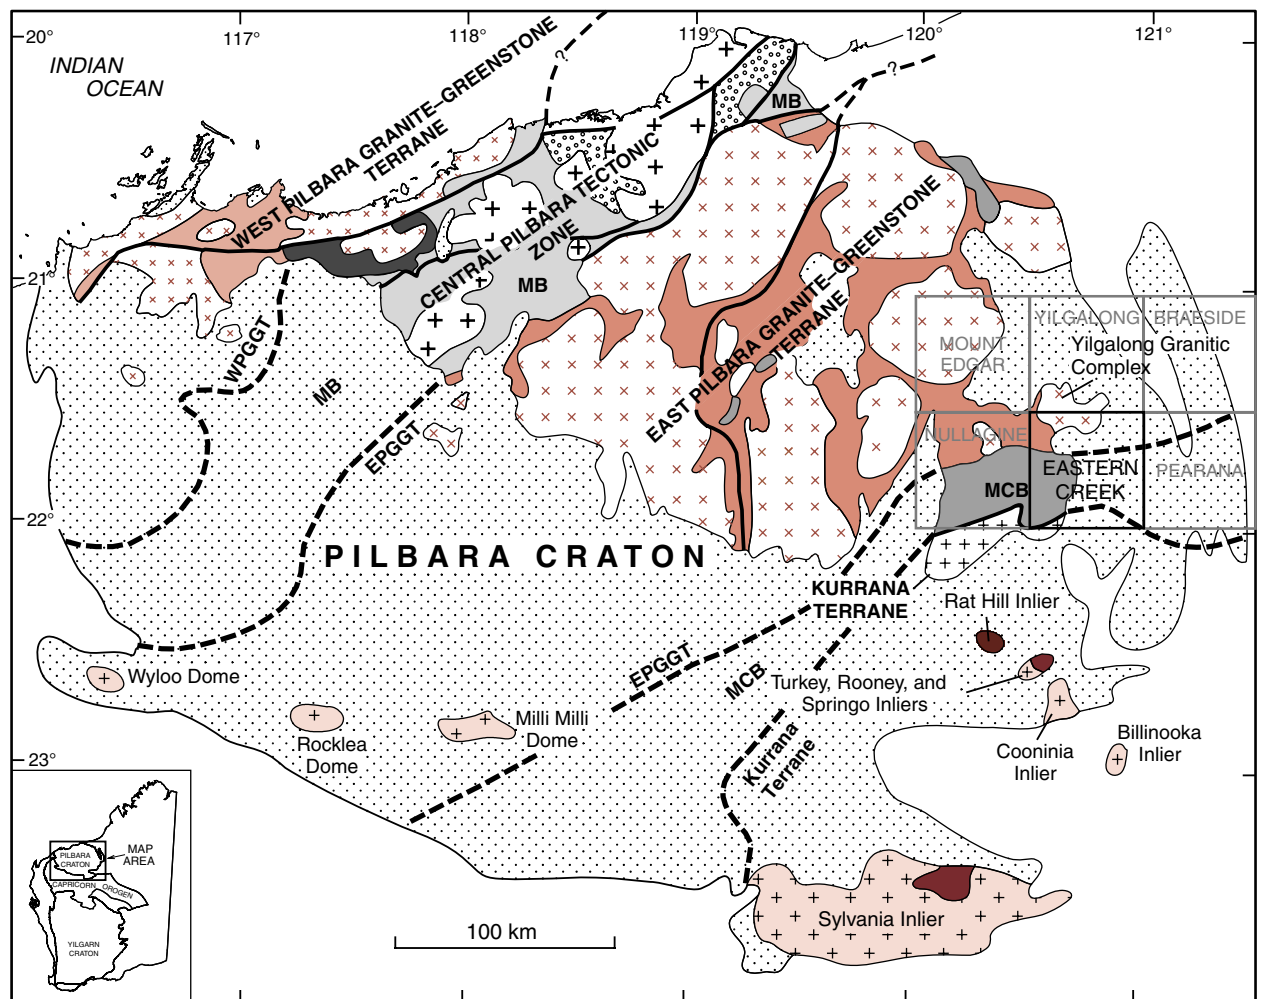 20°
117°
118°
119°
120°
121°
INDIAN
OCEAN
WEST PILBARA GRANITE–GREENSTONE
TERRANE
?
?
MB
CENTRAL PILBARA TECTONIC
ZONE
MB
EAST PILBARA GRANITE–GREENSTONE
TERRANE
21°
WPGGT
MB
EPGGT
YILGALONG
BRAESIDE
MOUNT
EDGAR
Yilgalong Granitic
Complex
NULLAGINE
EASTERN
CREEK
PEARANA
MCB
22°
PILBARA CRATON
KURRANA
TERRANE
Rat Hill Inlier
EPGGT
MCB
Turkey, Rooney, and
Springo Inliers
Wyloo Dome
Rocklea
Dome
Milli Milli
Dome
Kurrana
Terrane
Cooninia
Inlier
Billinooka
Inlier
23°
MAP
AREA
PILBARA
CRATON
CAPRICORN OROGEN
YILGARN
CRATON
100 km
Sylvania Inlier